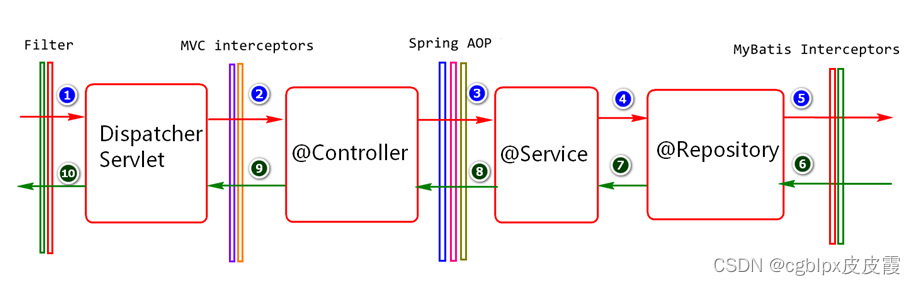 Filter
MVC interceptors
Spring AOP
MyBatis Interceptors
1
2
3
4
5
Dispatcher
Servlet
@Controller
@Service
@Repository
10
9
8
7
6
CSDN @cgblpx皮皮霞